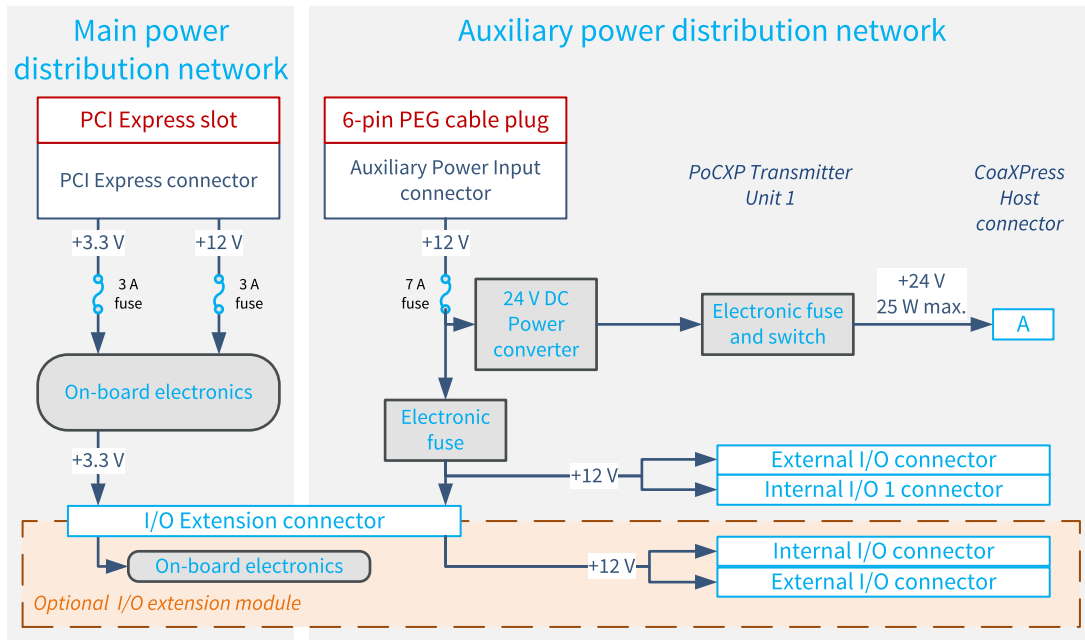 Main power
distribution network
Auxiliary power distribution network
PCI Express slot
PCI Express connector
6-pin PEG cable plug
Auxiliary Power Input
connector
PoCXP Transmitter
Unit 1
CoaXPress
Host
connector
+3.3 V
+12 V
+12 V
3 A
fuse
3 A
fuse
7 A
fuse
24 V DC
Power
converter
Electronic fuse
and switch
+24 V
25 W max.
A
On-board electronics
Electronic
fuse
+3.3 V
+12 V
External I/O connector
Internal I/O 1 connector
I/O Extension connector
On-board electronics
+12 V
Internal I/O connector
External I/O connector
Optional I/O extension module